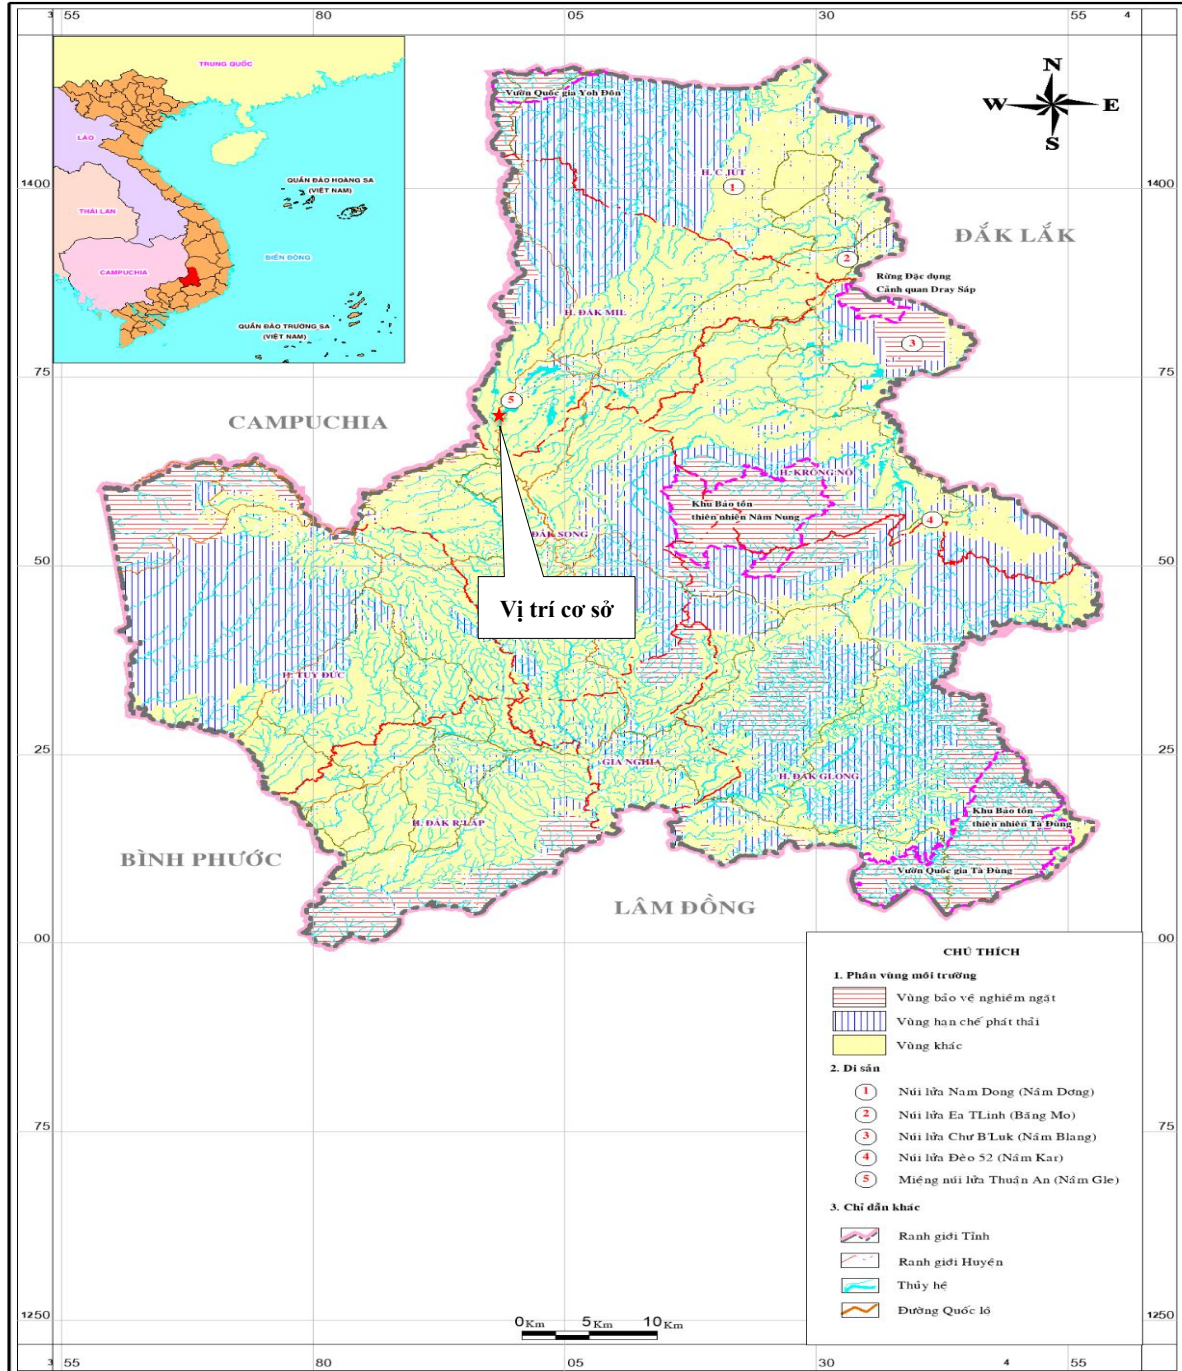 3 55 80 05 30 55 4
TRUNG QUỐC
LÀO
QUẦN ĐẢO HOÀNG SA
(VIỆT NAM)
THÁI LAN
BIỂN ĐÔNG
CAMPUCHIA
QUẦN ĐẢO TRƯỜNG SA
(VIỆT NAM)
N
W E
S
Vườn Quốc gia Yoh Đôn
1400 1400
H. C JUT
1
ĐẮK LẮK
2
Rừng Đặc dụng
Cảnh quan Dray Sáp
H. ĐẮK MIL
3
75 75
5
CAMPUCHIA
H. KRÔNG NÔ
Khu Bảo tồn
thiên nhiên Nâm Nung
4
ĐẮK SONG
50 50
Vị trí cơ sở
H. TUY ĐỨC
25 25
GIA NGHĨA
H. ĐẮK GLONG
H. ĐẮK R'LẤP
Khu Bảo tồn
thiên nhiên Tà Đùng
BÌNH PHƯỚC
Vườn Quốc gia Tà Đùng
LÂM ĐỒNG
00 00
CHÚ THÍCH
1. Phân vùng môi trường
Vùng bảo vệ nghiêm ngặt
Vùng hạn chế phát thải
Vùng khác
2. Di sản
1 Núi lửa Nam Dong (Nâm Dơng)
2 Núi lửa Ea TLinh (Băng Mo)
75 75
3 Núi lửa Chư B'Luk (Nâm Blang)
4 Núi lửa Đèo 52 (Nâm Kar)
5 Miệng núi lửa Thuận An (Nâm Gle)
3. Chỉ dẫn khác
Ranh giới Tỉnh
Ranh giới Huyện
Thủy hệ
Đường Quốc lộ
1250 1250
0 Km 5 Km 10 Km
3 55 80 05 30 4 55